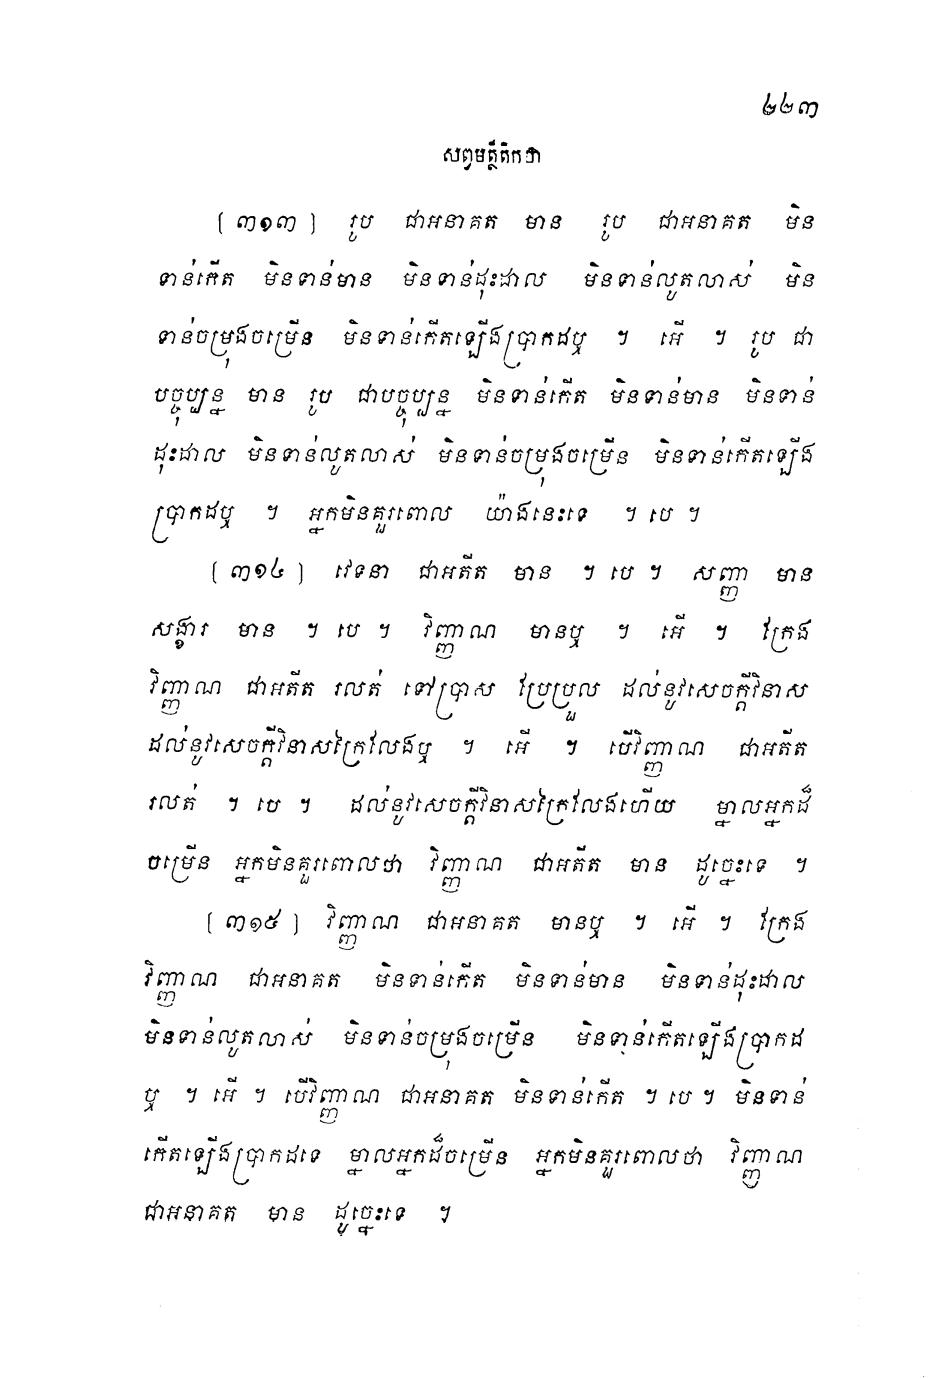 ២២៣
សព្វមត្ថីតិកថា
[ ៣១៣ ] រូប ជាអនាគត មាន រូប ជាអនាគត មិន
ទាន់កើត មិនទាន់មាន មិនទាន់ដុះដាល មិនទាន់លូតលាស់ មិន
ទាន់ចម្រុងចម្រើន មិនទាន់កើតឡើងប្រាកដឬ ។ អើ ។ រូប ជា
បច្ចុប្បន្ន មាន រូប ជាបច្ចុប្បន្ន មិនទាន់កើត មិនទាន់មាន មិនទាន់
ដុះដាល មិនទាន់លូតលាស់ មិនទាន់ចម្រុងចម្រើន មិនទាន់កើតឡើង
ប្រាកដឬ ។ អ្នកមិនគួរពោល យ៉ាងនេះទេ ។ បេ ។
[ ៣១៤ ] វេទនា ជាអតីត មាន ។ បេ ។ សញ្ញា មាន
សង្ខារ មាន ។ បេ ។ វិញ្ញាណ មានឬ ។ អើ ។ ក្រែង
វិញ្ញាណ ជាអតីត រលត់ ទៅប្រាស ប្រែប្រួល ដល់នូវសេចក្តីវិនាស
ដល់នូវសេចក្តីវិនាសក្រៃលែងឬ ។ អើ ។ បើវិញ្ញាណ ជាអតីត
រលត់ ។ បេ ។ ដល់នូវសេចក្តីវិនាសក្រៃលែងហើយ ម្នាលអ្នកដ៏
ចម្រើន អ្នកមិនគួរពោលថា វិញ្ញាណ ជាអតីត មាន ដូច្នេះទេ ។
[ ៣១៥ ] វិញ្ញាណ ជាអនាគត មានឬ ។ អើ ។ ក្រែង
វិញ្ញាណ ជាអនាគត មិនទាន់កើត មិនទាន់មាន មិនទាន់ដុះដាល
មិនទាន់លូតលាស់ មិនទាន់ចម្រុងចម្រើន មិនទាន់កើតឡើងប្រាកដ
ឬ ។ អើ ។ បើវិញ្ញាណ ជាអនាគត មិនទាន់កើត ។ បេ ។ មិនទាន់
កើតឡើងប្រាកដទេ ម្នាលអ្នកដ៏ចម្រើន អ្នកមិនគួរពោលថា វិញ្ញាណ
ជាអនាគត មាន ដូច្នេះទេ ។